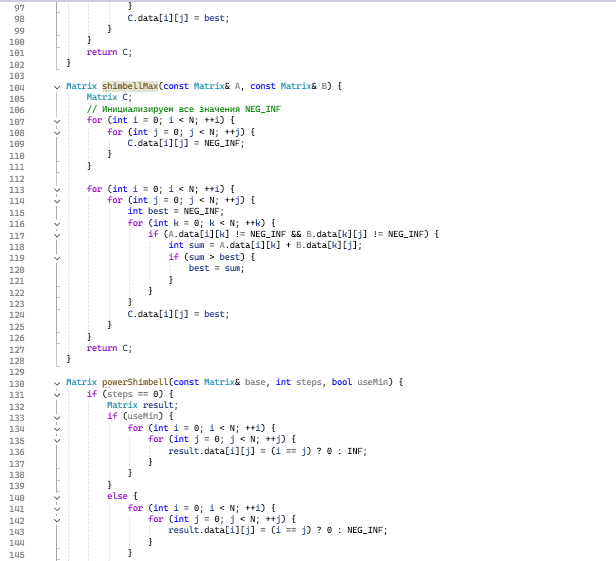 97 }
98 C.data[i][j] = best;
99 }
100 }
101 return C;
102 }
103
104 Matrix shimbellMax(const Matrix& A, const Matrix& B) {
105 Matrix C;
106 // Инициализируем все значения NEG_INF
107 for (int i = 0; i < N; ++i) {
108 for (int j = 0; j < N; ++j) {
109 C.data[i][j] = NEG_INF;
110 }
111 }
112
113 for (int i = 0; i < N; ++i) {
114 for (int j = 0; j < N; ++j) {
115 int best = NEG_INF;
116 for (int k = 0; k < N; ++k) {
117 if (A.data[i][k] != NEG_INF && B.data[k][j] != NEG_INF) {
118 int sum = A.data[i][k] + B.data[k][j];
119 if (sum > best) {
120 best = sum;
121 }
122 }
123 }
124 C.data[i][j] = best;
125 }
126 }
127 return C;
128 }
129
130 Matrix powerShimbell(const Matrix& base, int steps, bool useMin) {
131 if (steps == 0) {
132 Matrix result;
133 if (useMin) {
134 for (int i = 0; i < N; ++i) {
135 for (int j = 0; j < N; ++j) {
136 result.data[i][j] = (i == j) ? 0 : INF;
137 }
138 }
139 }
140 else {
141 for (int i = 0; i < N; ++i) {
142 for (int j = 0; j < N; ++j) {
143 result.data[i][j] = (i == j) ? 0 : NEG_INF;
144 }
145 }